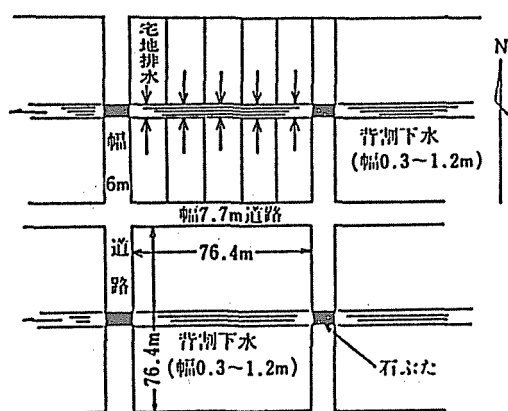 宅地排水
N
背割下水
(幅0.3〜1.2m)
幅
6m
幅7.7m道路
道路
76.4m
76.4m
背割下水
(幅0.3〜1.2m)
石ぶた